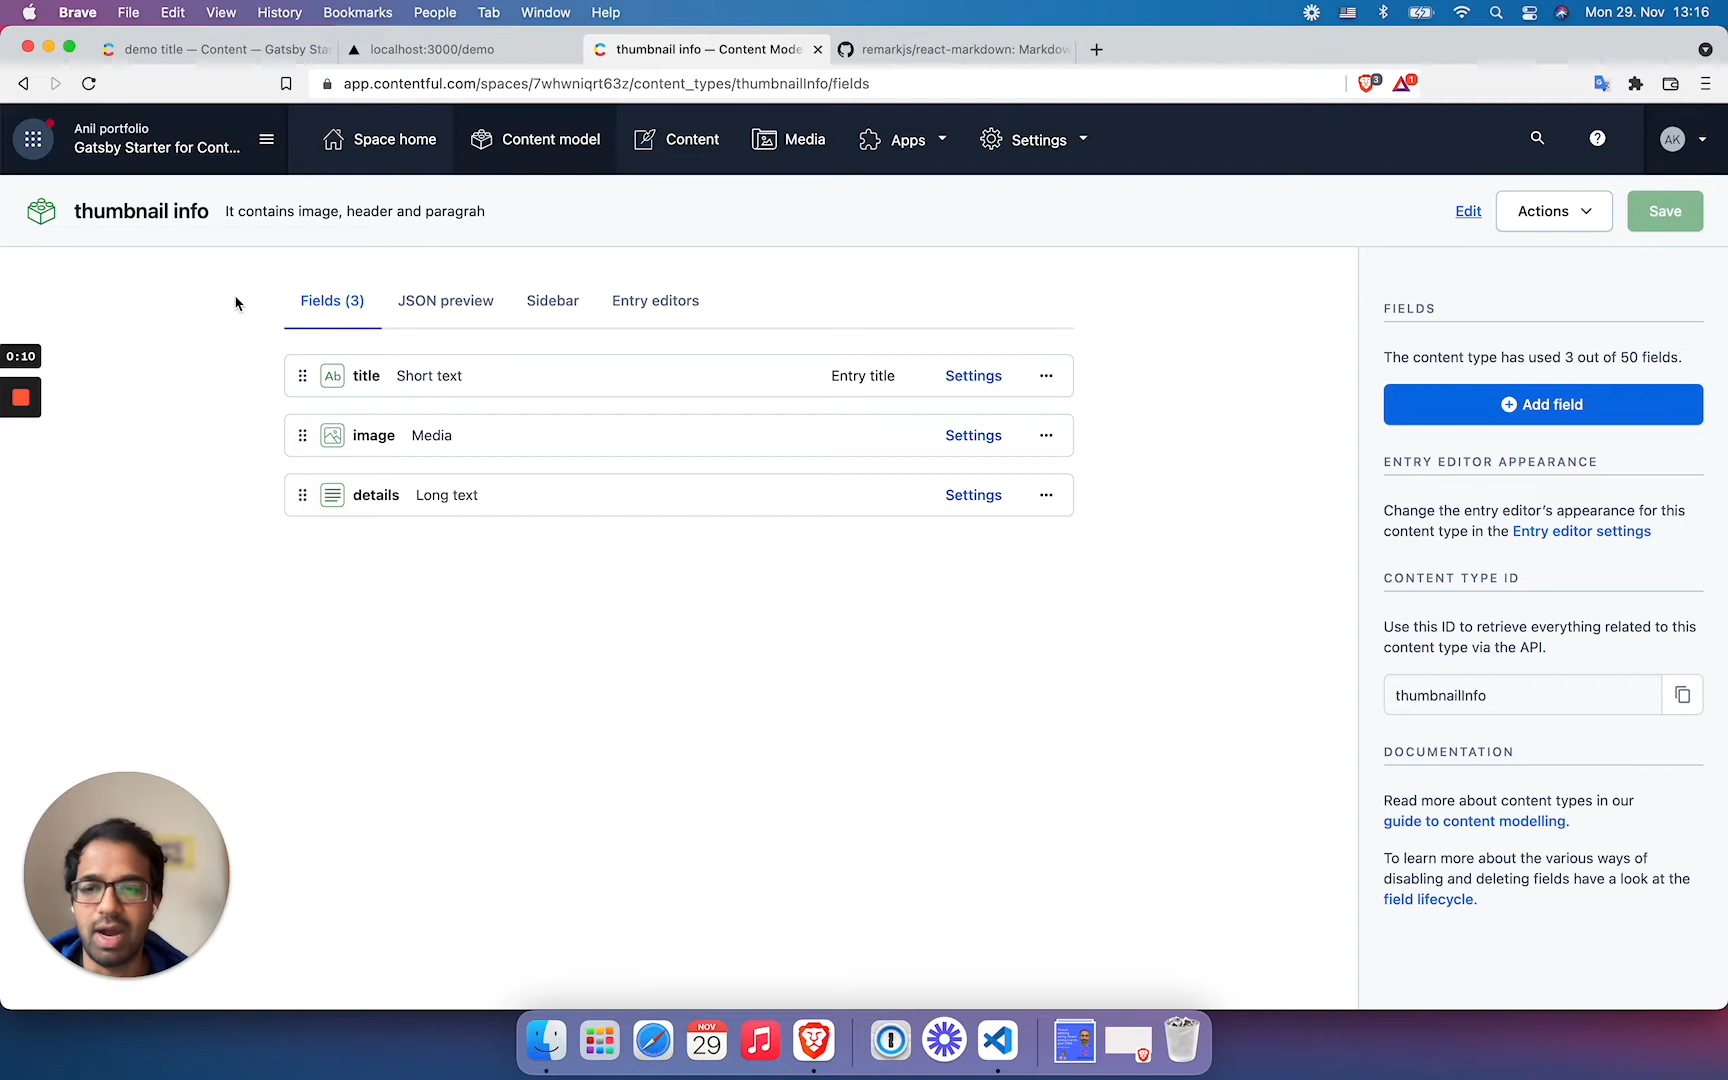 Brave File Edit View History Bookmarks People Tab Window Help
Mon 29. Nov 13:16
demo title — Content — Gatsby Star
localhost:3000/demo
thumbnail info — Content Mode
remarkjs/react-markdown: Markdow
app.contentful.com/spaces/7whwniqrt63z/content_types/thumbnailInfo/fields
3
1
Anil portfolio
Gatsby Starter for Cont...
Space home
Content model
Content
Media
Apps
Settings
AK
thumbnail info It contains image, header and paragrah
Edit
Actions
Save
Fields (3)
JSON preview
Sidebar
Entry editors
0:10
Ab title Short text Entry title Settings
image Media Settings
details Long text Settings
FIELDS
The content type has used 3 out of 50 fields.
Add field
ENTRY EDITOR APPEARANCE
Change the entry editor's appearance for this
content type in the Entry editor settings
CONTENT TYPE ID
Use this ID to retrieve everything related to this
content type via the API.
thumbnailInfo
DOCUMENTATION
Read more about content types in our
guide to content modelling.
To learn more about the various ways of
disabling and deleting fields have a look at the
field lifecycle.
NOV
29